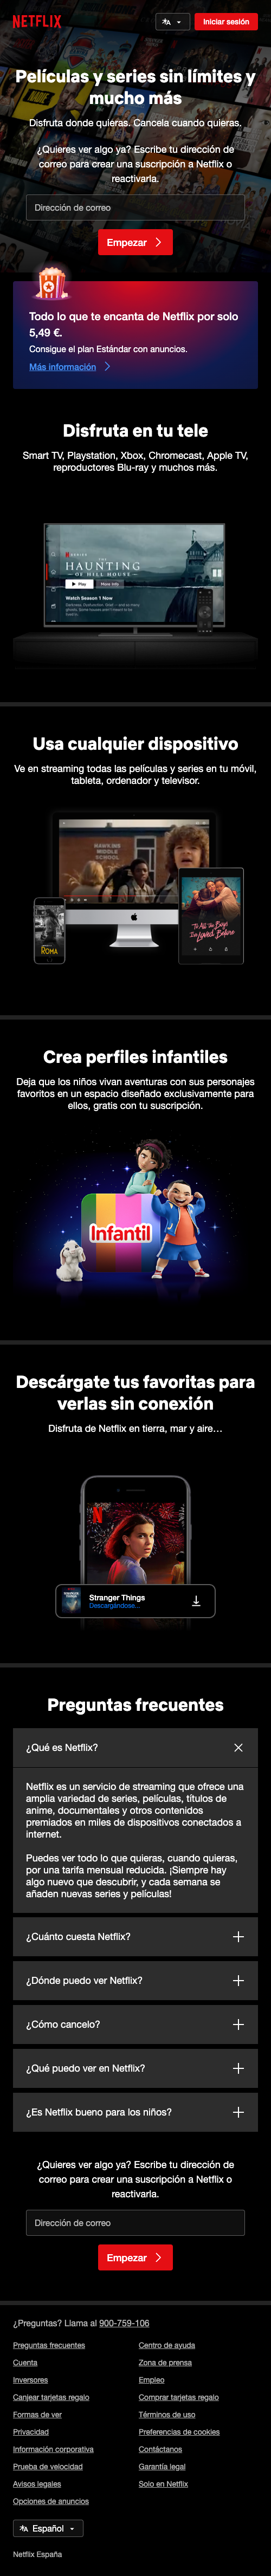 NETFLIX
Iniciar sesión
Películas y series sin límites y
mucho más
Disfruta donde quieras. Cancela cuando quieras.
¿Quieres ver algo ya? Escribe tu dirección de
correo para crear una suscripción a Netflix o
reactivarla.
Dirección de correo
Empezar
Todo lo que te encanta de Netflix por solo
5,49 €.
Consigue el plan Estándar con anuncios.
Más información
Disfruta en tu tele
Smart TV, Playstation, Xbox, Chromecast, Apple TV,
reproductores Blu-ray y muchos más.
SERIES
THE
HAUNTING
OF HILL HOUSE
Play
More Info
Watch Season 1 Now
Usa cualquier dispositivo
Ve en streaming todas las películas y series en tu móvil,
tableta, ordenador y televisor.
HAWKINS
MIDDLE
SCHOOL
ROMA
To All the Boys
I've Loved Before
Crea perfiles infantiles
Deja que los niños vivan aventuras con sus personajes
favoritos en un espacio diseñado exclusivamente para
ellos, gratis con tu suscripción.
Infantil
Descárgate tus favoritas para
verlas sin conexión
Disfruta de Netflix en tierra, mar y aire...
N
Stranger Things
Descargándose...
Preguntas frecuentes
¿Qué es Netflix?
Netflix es un servicio de streaming que ofrece una
amplia variedad de series, películas, títulos de
anime, documentales y otros contenidos
premiados en miles de dispositivos conectados a
internet.
Puedes ver todo lo que quieras, cuando quieras,
por una tarifa mensual reducida. ¡Siempre hay
algo nuevo que descubrir, y cada semana se
añaden nuevas series y películas!
¿Cuánto cuesta Netflix?
¿Dónde puedo ver Netflix?
¿Cómo cancelo?
¿Qué puedo ver en Netflix?
¿Es Netflix bueno para los niños?
¿Quieres ver algo ya? Escribe tu dirección de
correo para crear una suscripción a Netflix o
reactivarla.
Dirección de correo
Empezar
¿Preguntas? Llama al 900-759-106
Preguntas frecuentes
Centro de ayuda
Cuenta
Zona de prensa
Inversores
Empleo
Canjear tarjetas regalo
Comprar tarjetas regalo
Formas de ver
Términos de uso
Privacidad
Preferencias de cookies
Información corporativa
Contáctanos
Prueba de velocidad
Garantía legal
Avisos legales
Solo en Netflix
Opciones de anuncios
Español
Netflix España